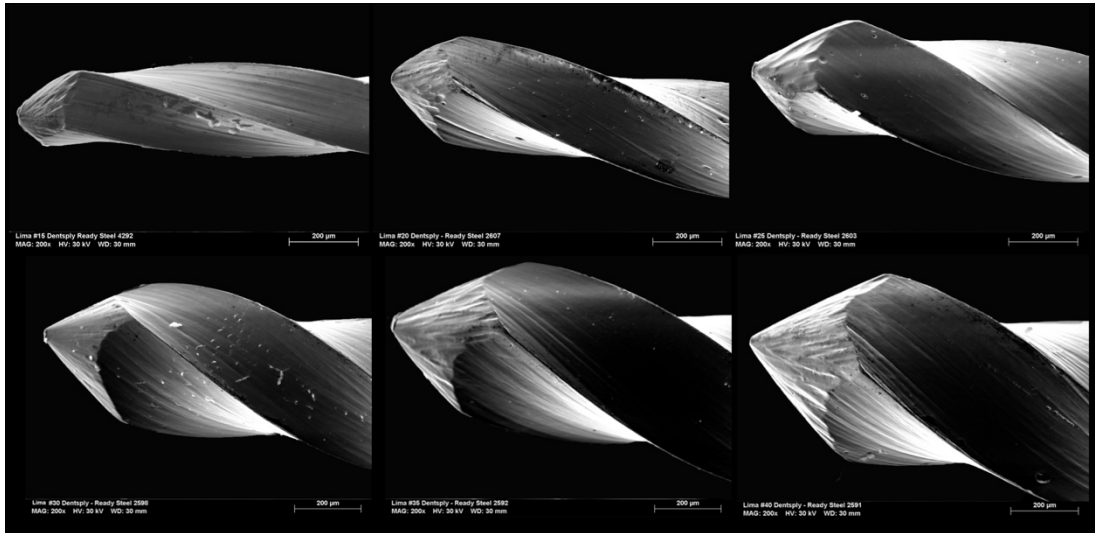 Lima #15 Dentsply Ready Steel 4292
MAG: 200x HV: 30 kV WD: 30 mm
200 µm
Lima #20 Dentsply - Ready Steel 2607
MAG: 200x HV: 30 kV WD: 30 mm
200 µm
Lima #25 Dentsply - Ready Steel 2603
MAG: 200x HV: 30 kV WD: 30 mm
200 µm
Lima #30 Dentsply - Ready Steel 2598
MAG: 200x HV: 30 kV WD: 30 mm
200 µm
Lima #35 Dentsply - Ready Steel 2592
MAG: 200x HV: 30 kV WD: 30 mm
200 µm
Lima #40 Dentsply - Ready Steel 2591
MAG: 200x HV: 30 kV WD: 30 mm
200 µm